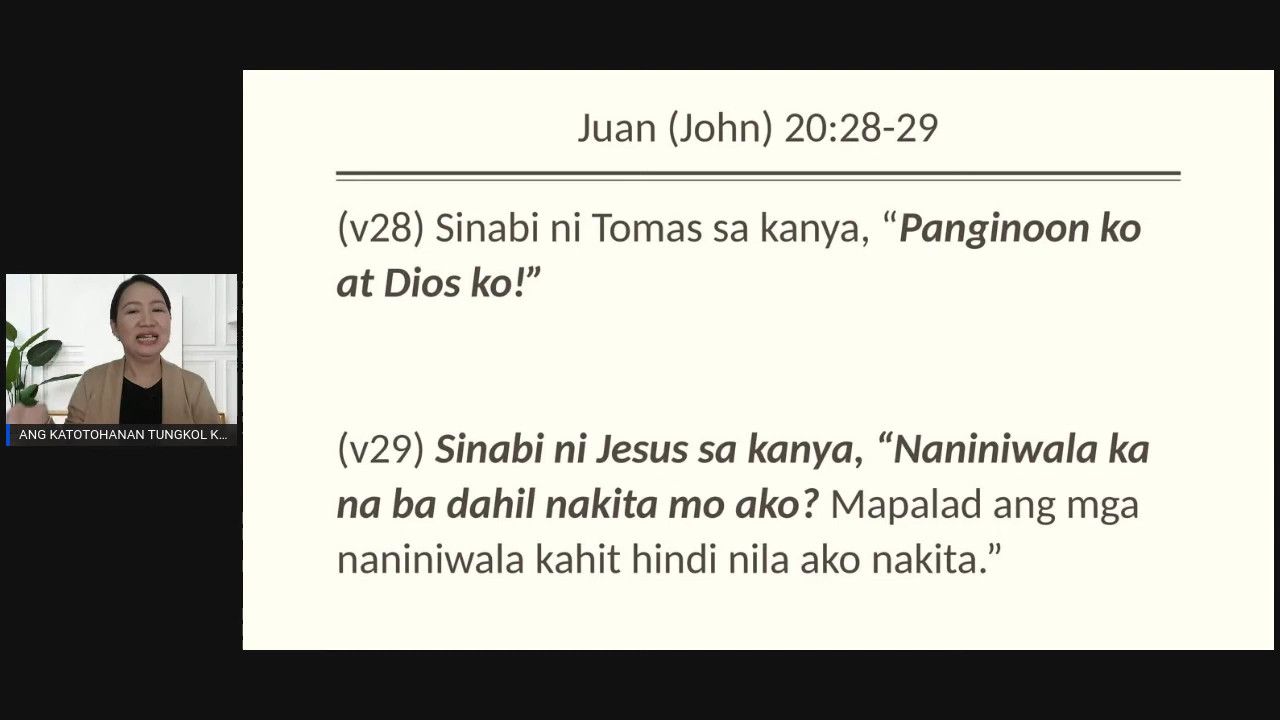 Juan (John) 20:28-29
(v28) Sinabi ni Tomas sa kanya, “Panginoon ko
at Dios ko!”
(v29) Sinabi ni Jesus sa kanya, “Naniniwala ka
na ba dahil nakita mo ako? Mapalad ang mga
naniniwala kahit hindi nila ako nakita.”
ANG KATOTOHANAN TUNGKOL K...